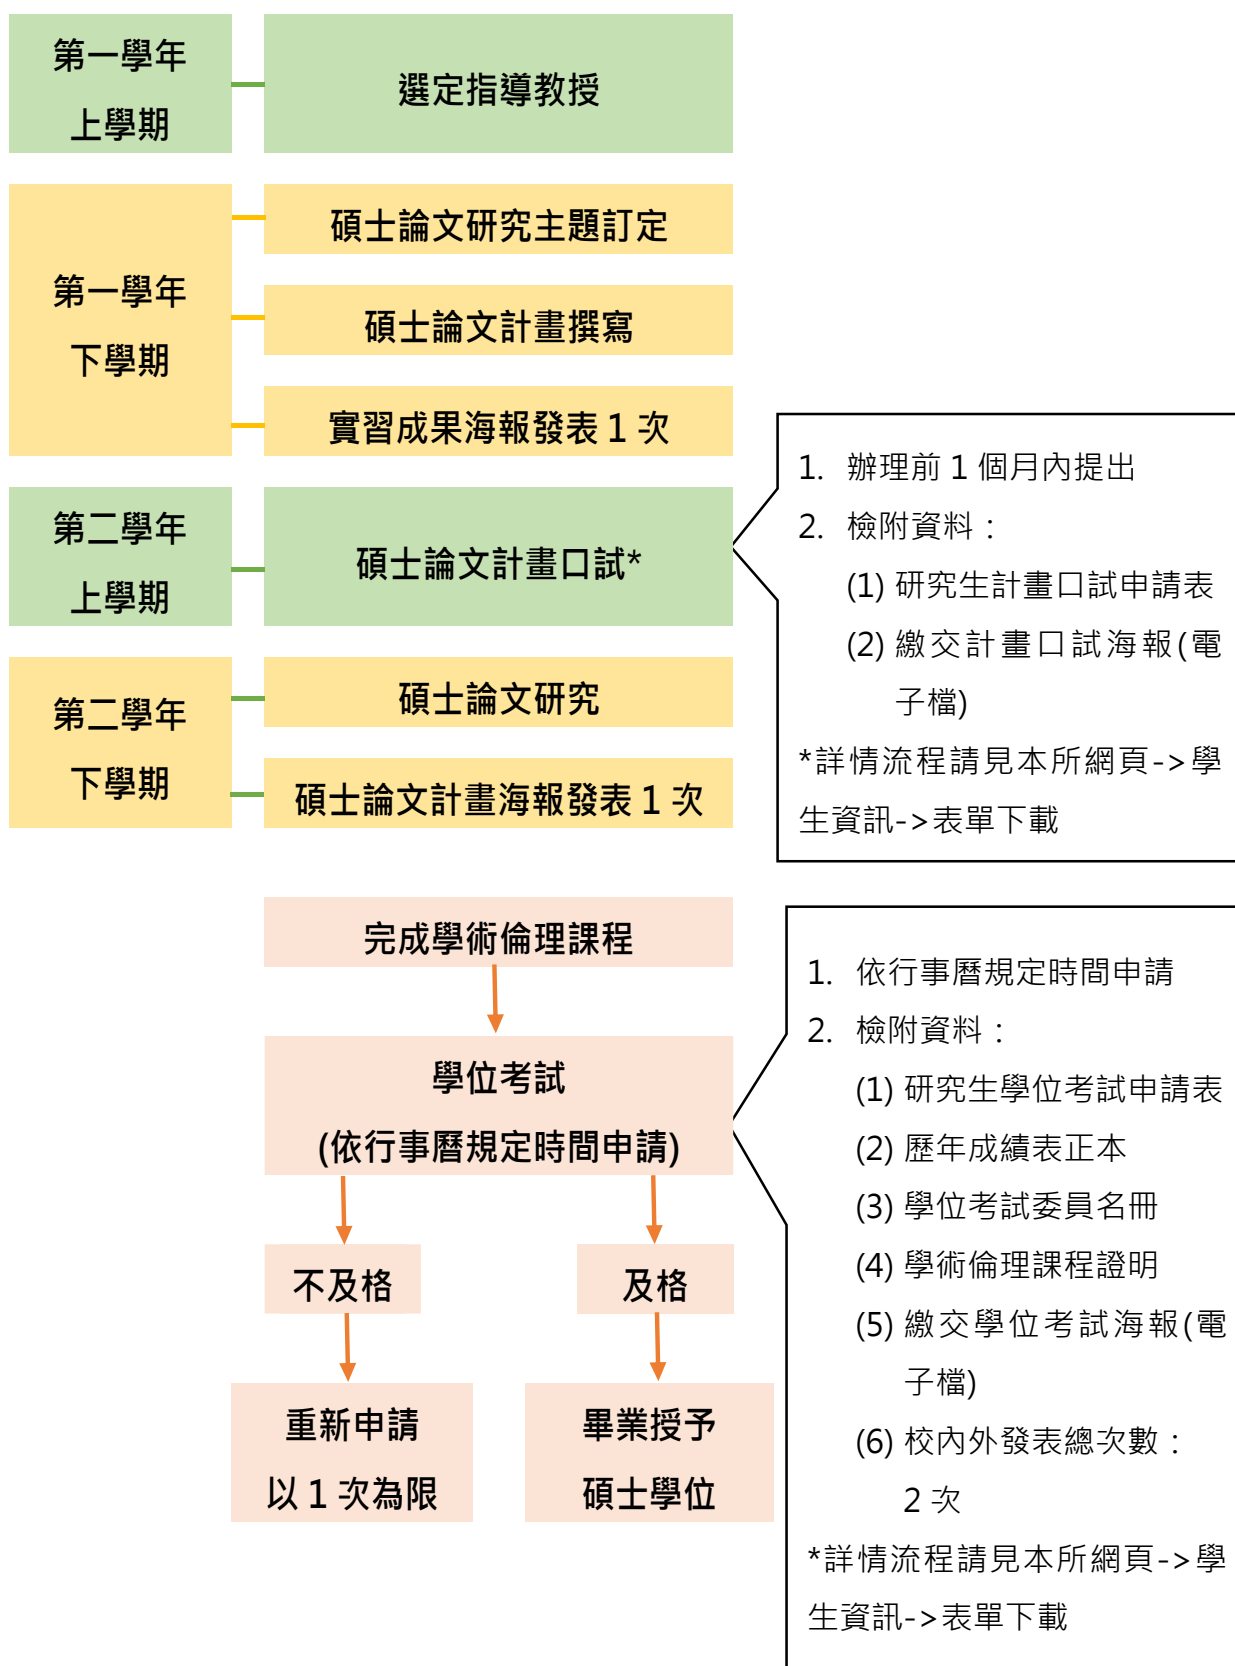 第一學年
上學期
選定指導教授
第一學年
下學期
碩士論文研究主題訂定
碩士論文計畫撰寫
實習成果海報發表 1 次
第二學年
上學期
碩士論文計畫口試*
1. 辦理前 1 個月內提出
2. 檢附資料：
(1) 研究生計畫口試申請表
(2) 繳交計畫口試海報(電
子檔)
*詳情流程請見本所網頁->學
生資訊->表單下載
第二學年
下學期
碩士論文研究
碩士論文計畫海報發表 1 次
完成學術倫理課程
學位考試
(依行事曆規定時間申請)
不及格
及格
重新申請
以 1 次為限
畢業授予
碩士學位
1. 依行事曆規定時間申請
2. 檢附資料：
(1) 研究生學位考試申請表
(2) 歷年成績表正本
(3) 學位考試委員名冊
(4) 學術倫理課程證明
(5) 繳交學位考試海報(電
子檔)
(6) 校內外發表總次數：
2 次
*詳情流程請見本所網頁->學
生資訊->表單下載